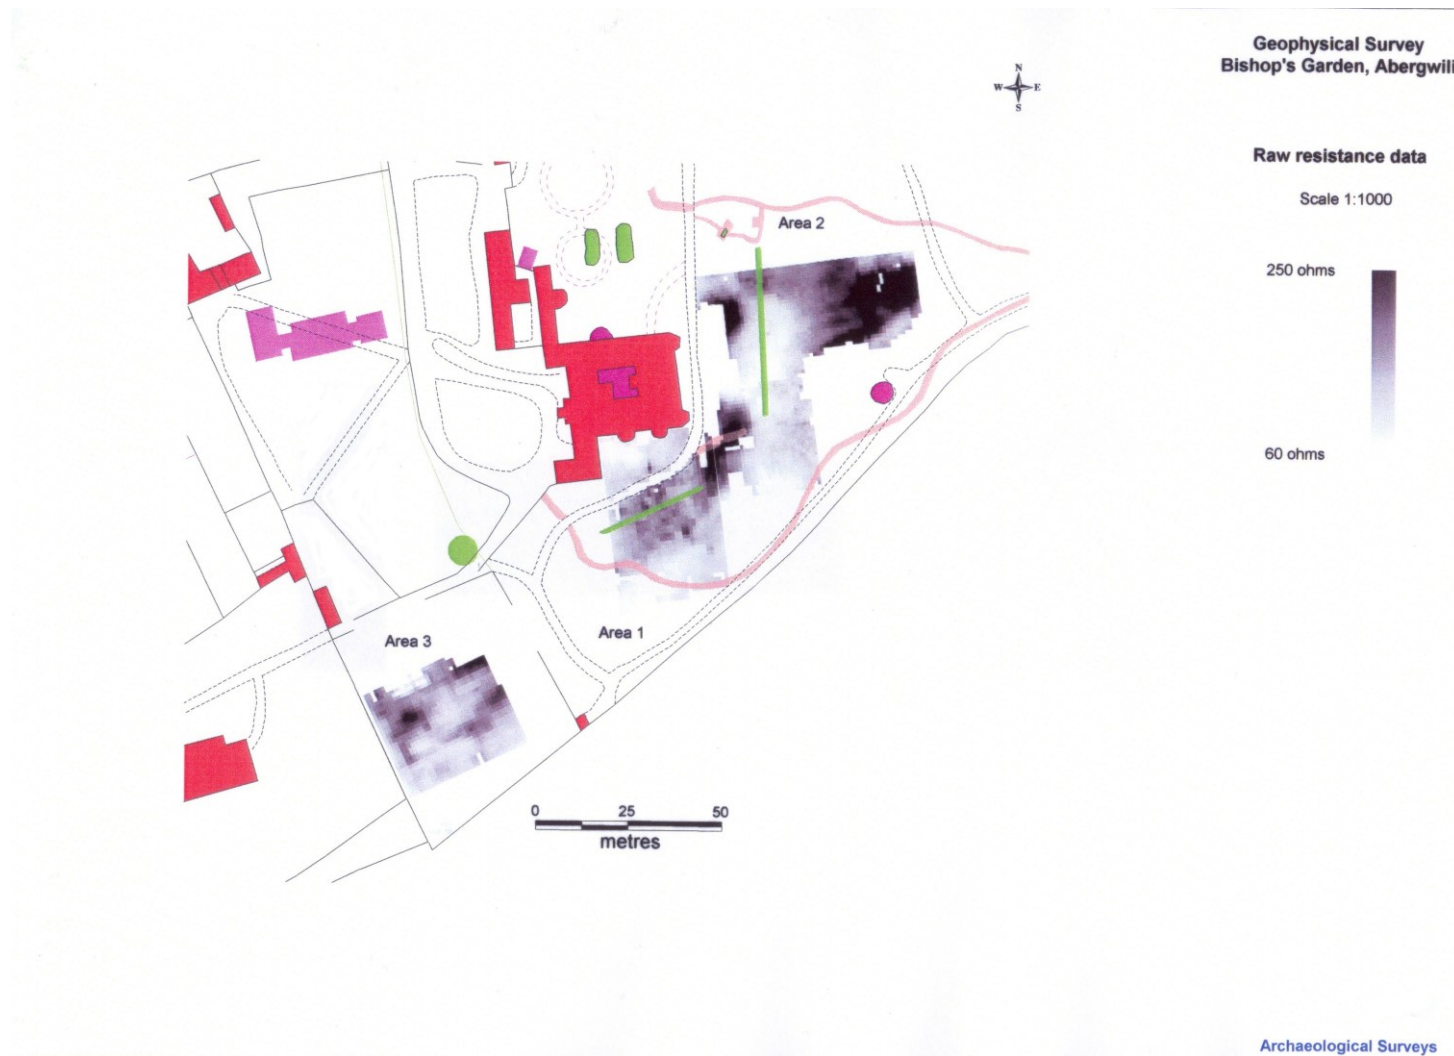 Geophysical Survey
Bishop's Garden, Abergwili
N
W E
S
Raw resistance data
Scale 1:1000
Area 2
250 ohms
60 ohms
Area 1
Area 3
0 25 50
metres
Archaeological Surveys